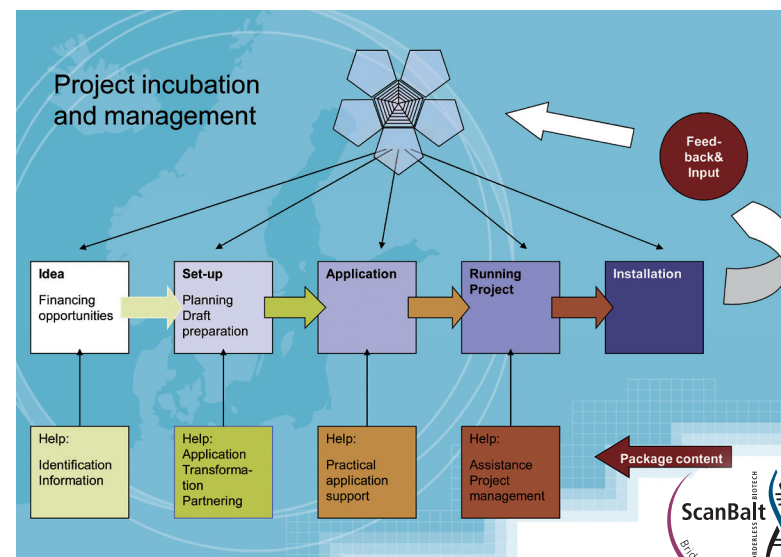 Project incubation
and management
Feed-
back&
Input
Idea
Financing
opportunities
Set-up
Planning
Draft
preparation
Application
Running
Project
Installation
Help:
Identification
Information
Help:
Application
Transforma-
tion
Partnering
Help:
Practical
application
support
Help:
Assistance
Project
management
Package content
ScanBalt
BIOTECH